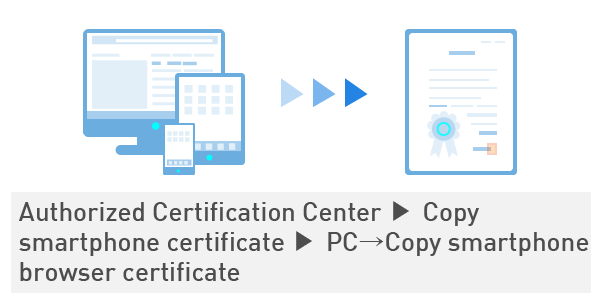 Authorized Certification Center ▶ Copy
smartphone certificate ▶ PC→Copy smartphone
browser certificate